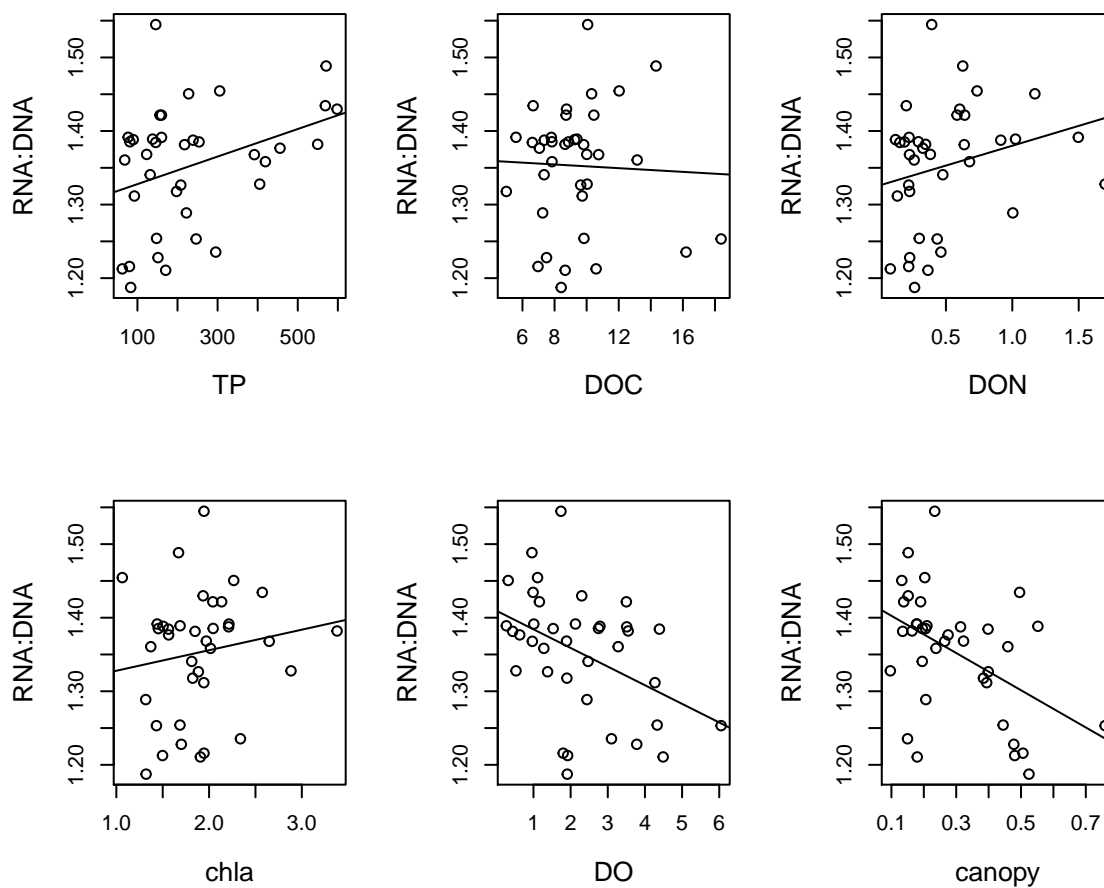 RNA:DNA
1.20 1.30 1.40 1.50
100 300 500
TP
RNA:DNA
1.20 1.30 1.40 1.50
6 8 12 16
DOC
RNA:DNA
1.20 1.30 1.40 1.50
0.5 1.0 1.5
DON
RNA:DNA
1.20 1.30 1.40 1.50
1.0 2.0 3.0
chla
RNA:DNA
1.20 1.30 1.40 1.50
1 2 3 4 5 6
DO
RNA:DNA
1.20 1.30 1.40 1.50
0.1 0.3 0.5 0.7
canopy